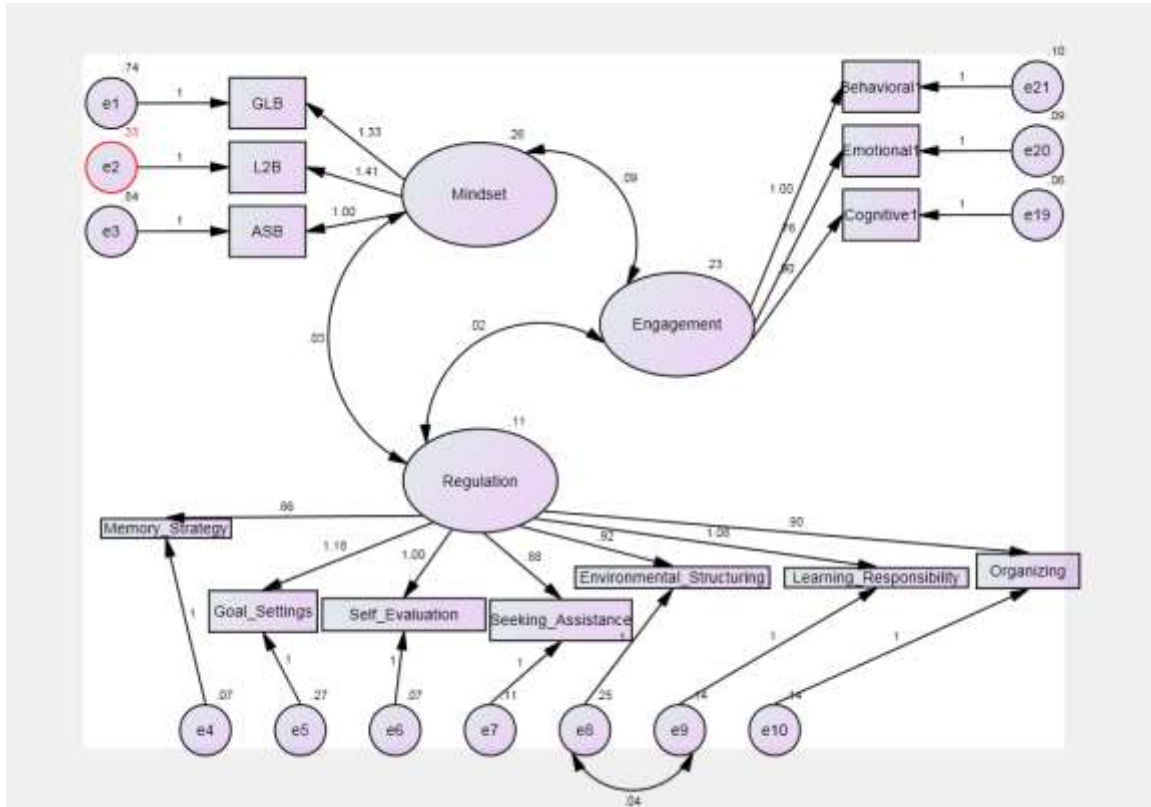 .74
e1
1
GLB
1.33
.33
e2
1
L2B
1.41
.84
e3
1
ASB
1.00
.26
Mindset
.09
.10
Behavioral1
1
e21
.09
Emotional1
1
e20
.06
Cognitive1
1
e19
1.00
.76
.23
Engagement
.02
.03
.11
Regulation
.86
Memory_Strategy
1.18
1.00
.88
.92
1.08
.90
Environmental_Structuring
Learning_Responsibility
Organizing
Goal_Settings
Self_Evaluation
Seeking_Assistance
1
1
1
1
1
1
1
.07
.27
.07
.11
.25
.14
.14
e4
e5
e6
e7
e8
e9
e10
.04